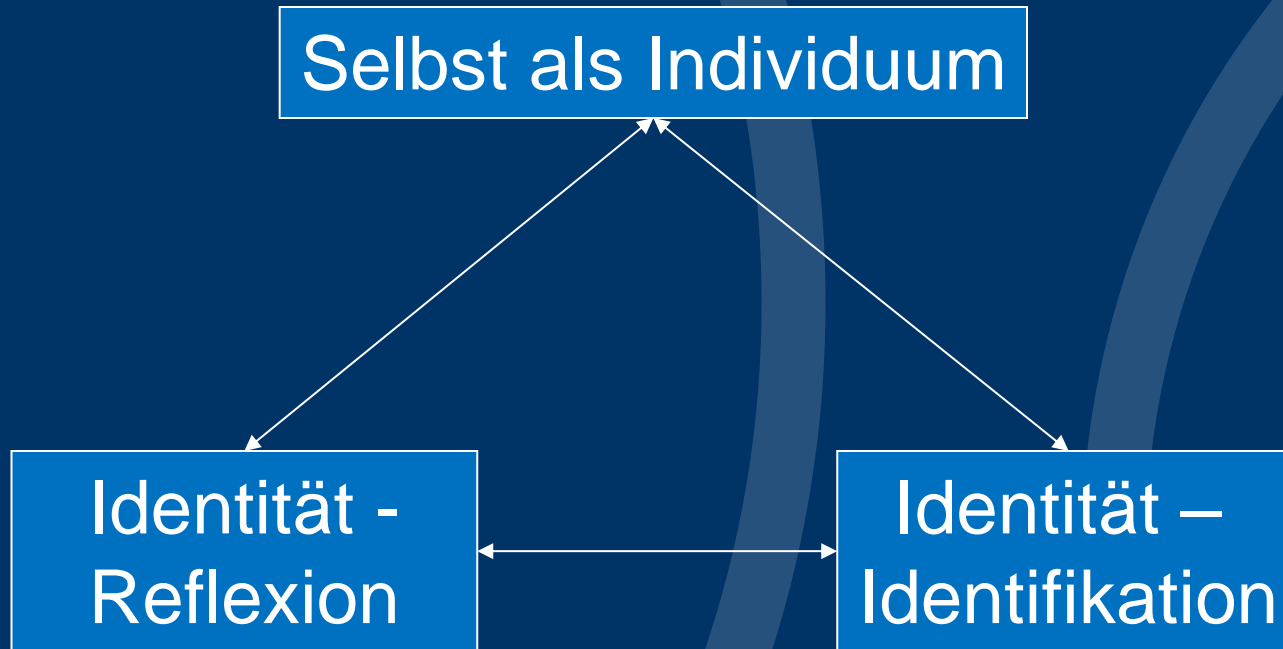 Selbst als Individuum
Identität -
Reflexion
Identität –
Identifikation